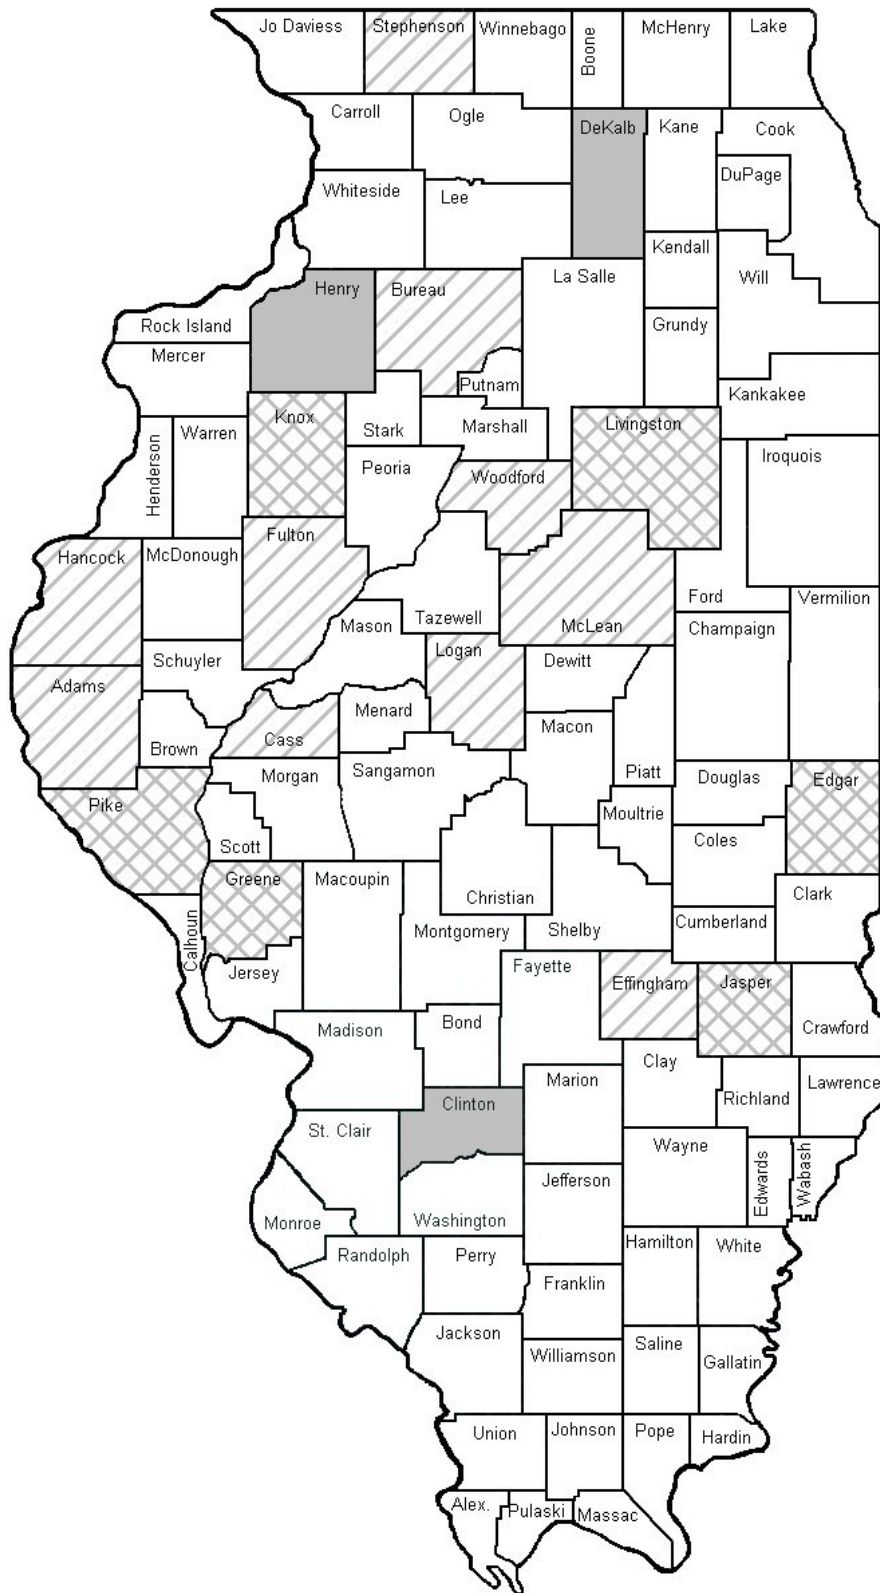 Jo Daviess
Stephenson
Winnebago
Boone
McHenry
Lake
Carroll
Ogle
DeKalb
Kane
Cook
DuPage
Whiteside
Lee
Kendall
La Salle
Will
Henry
Bureau
Rock Island
Grundy
Mercer
Putnam
Kankakee
Knox
Stark
Marshall
Livingston
Warren
Henderson
Peoria
Woodford
Iroquois
Hancock
McDonough
Fulton
Ford
Vermilion
Mason
Tazewell
McLean
Champaign
Schuyler
Logan
Dewitt
Adams
Menard
Macon
Brown
Cass
Morgan
Sangamon
Piatt
Douglas
Edgar
Pike
Scott
Moultrie
Coles
Greene
Macoupin
Christian
Clark
Calhoun
Montgomery
Shelby
Cumberland
Jersey
Fayette
Effingham
Jasper
Madison
Bond
Crawford
Clay
Marion
Clinton
Richland
Lawrence
St. Clair
Wayne
Edwards
Wabash
Jefferson
Monroe
Washington
Randolph
Perry
Hamilton
White
Franklin
Jackson
Williamson
Saline
Gallatin
Union
Johnson
Pope
Hardin
Alex.
Pulaski
Massac